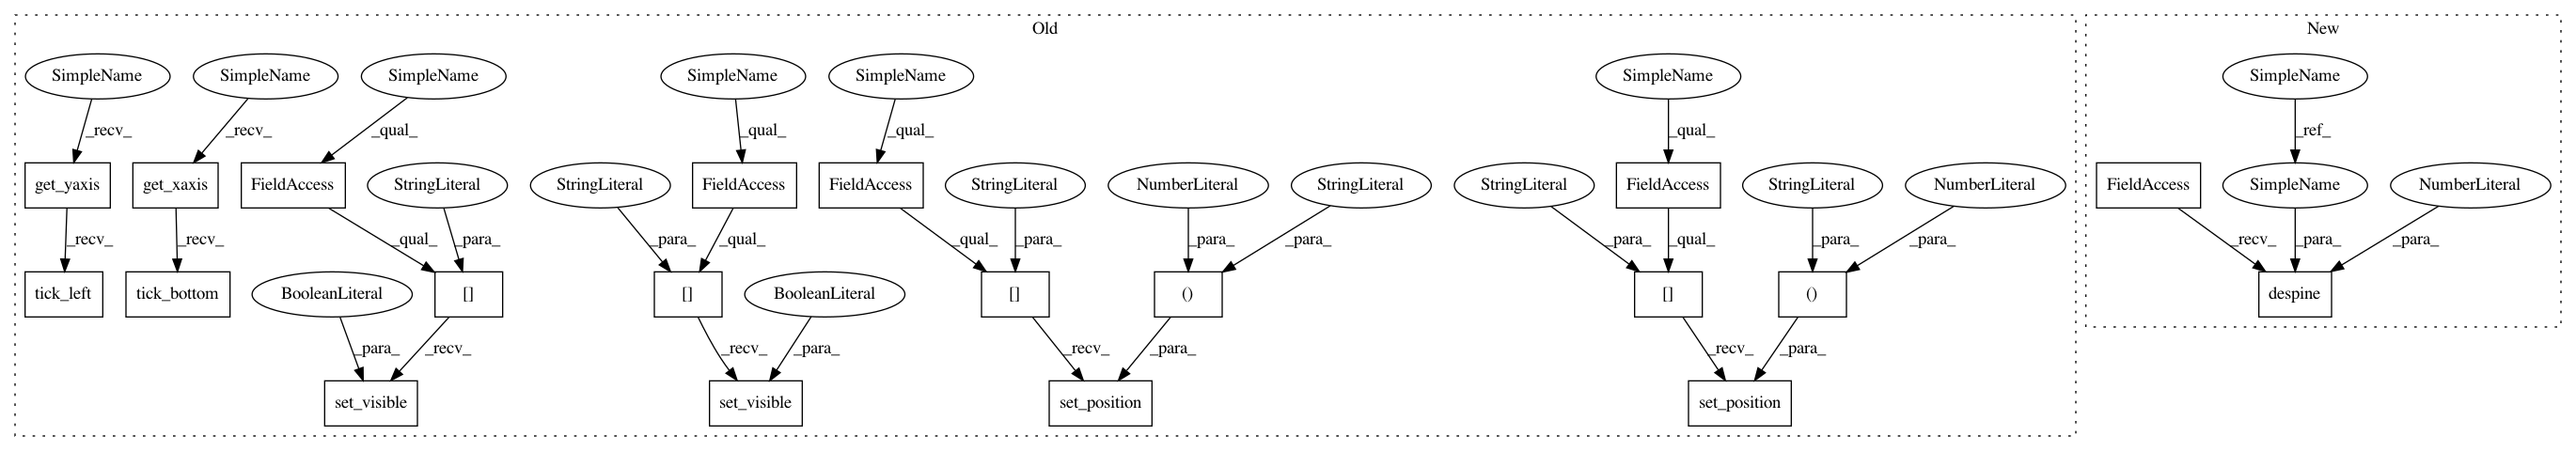 Old
New
SimpleName
SimpleName
SimpleName
SimpleName
SimpleName
SimpleName
SimpleName
_recv_
_recv_
_qual_
_qual_
_qual_
_qual_
_ref_
get_yaxis
get_xaxis
FieldAccess
StringLiteral
StringLiteral
FieldAccess
FieldAccess
StringLiteral
NumberLiteral
StringLiteral
StringLiteral
FieldAccess
StringLiteral
NumberLiteral
FieldAccess
SimpleName
NumberLiteral
_recv_
_recv_
_qual_
_para_
_para_
_qual_
_qual_
_para_
_para_
_para_
_para_
_qual_
_para_
_para_
_recv_
_para_
_para_
tick_left
tick_bottom
BooleanLiteral
[]
[]
BooleanLiteral
[]
()
[]
()
despine
_para_
_recv_
_recv_
_para_
_recv_
_para_
_recv_
_para_
set_visible
set_visible
set_position
set_position